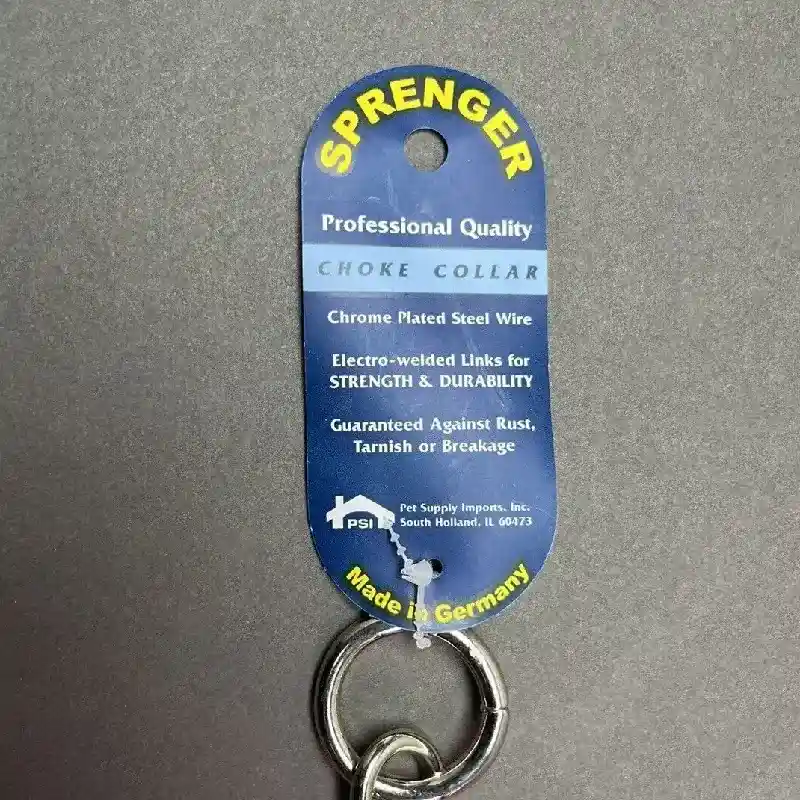 SPRENGER
Professional Quality
CHOKE COLLAR
Chrome Plated Steel Wire
Electro-welded Links for
STRENGTH & DURABILITY
Guaranteed Against Rust,
Tarnish or Breakage
PSI
Pet Supply Imports, Inc.
South Holland, IL 60473
Made in Germany